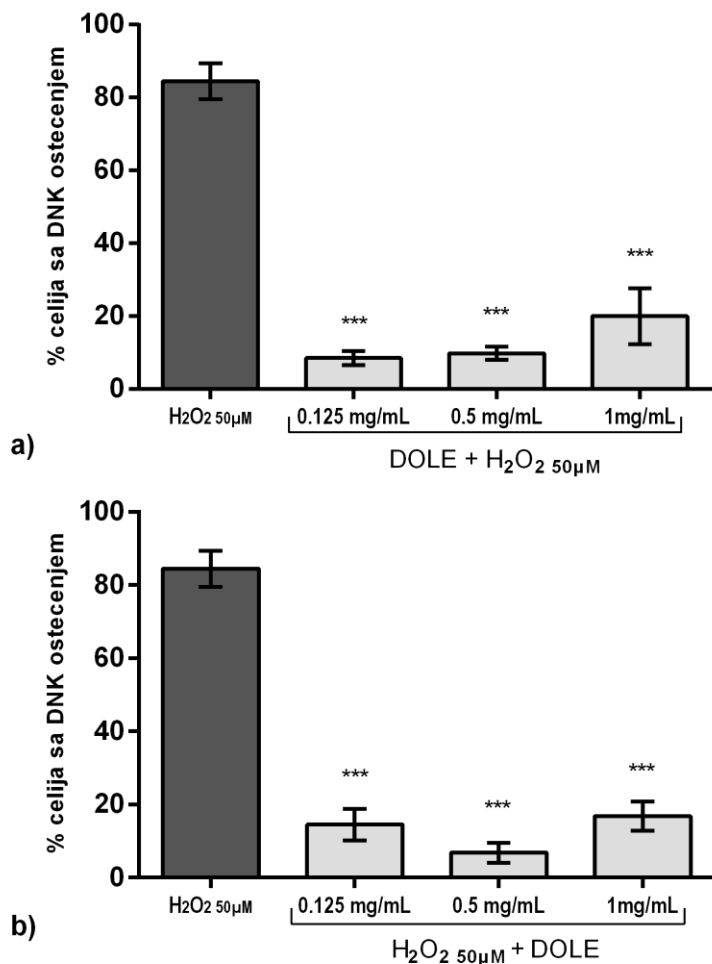 % celija sa DNK ostecenjem
100
80
60
40
20
0
***
***
***
H₂O₂ 50µM
0.125 mg/mL
0.5 mg/mL
1mg/mL
a)
DOLE + H₂O₂ 50µM
% celija sa DNK ostecenjem
100
80
60
40
20
0
***
***
***
H₂O₂ 50µM
0.125 mg/mL
0.5 mg/mL
1mg/mL
b)
H₂O₂ 50µM + DOLE